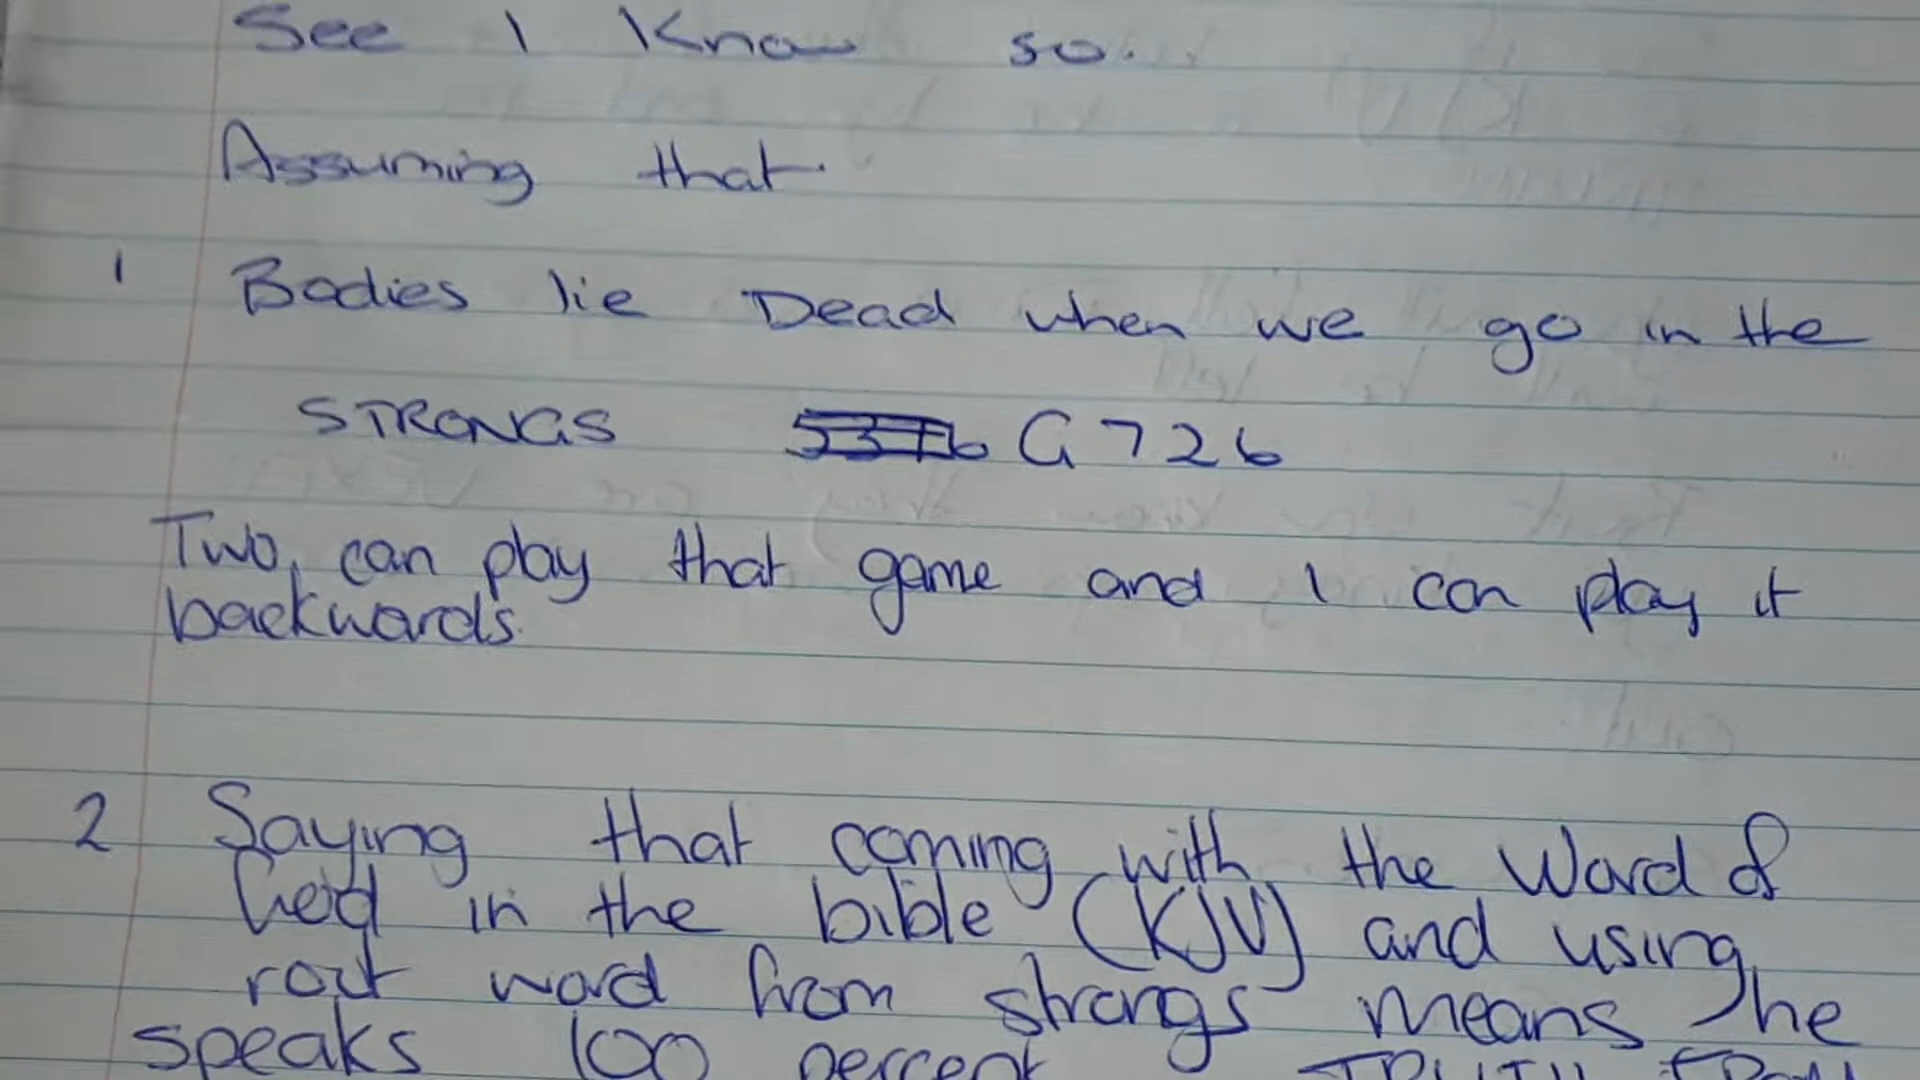 See I Know so.
Assuming that
1 Bodies lie Dead when we go in the
STRONGS G726
Two, can play that game and I can play it
backwards.
2 Saying that coming with the Word of
God in the bible (KJV) and using
root word from strongs means he
speaks 100 percent TRUTH FROM